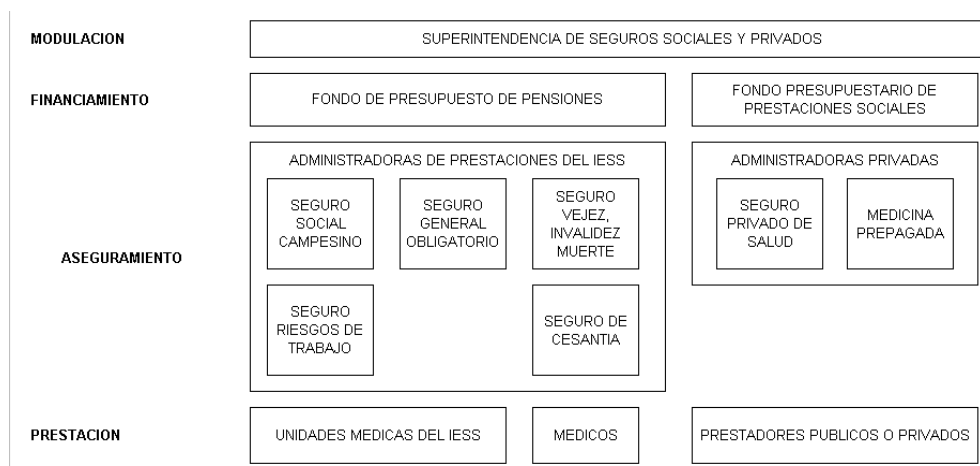 MODULACION
SUPERINTENDENCIA DE SEGUROS SOCIALES Y PRIVADOS
FINANCIAMIENTO
FONDO DE PRESUPUESTO DE PENSIONES
FONDO PRESUPUESTARIO DE
PRESTACIONES SOCIALES
ASEGURAMIENTO
ADMINISTRADORAS DE PRESTACIONES DEL IESS
SEGURO
SOCIAL
CAMPESINO
SEGURO
GENERAL
OBLIGATORIO
SEGURO
VEJEZ,
INVALIDEZ
MUERTE
SEGURO
RIESGOS DE
TRABAJO
SEGURO DE
CESANTIA
ADMINISTRADORAS PRIVADAS
SEGURO
PRIVADO DE
SALUD
MEDICINA
PREPAGADA
PRESTACION
UNIDADES MEDICAS DEL IESS
MEDICOS
PRESTADORES PUBLICOS O PRIVADOS